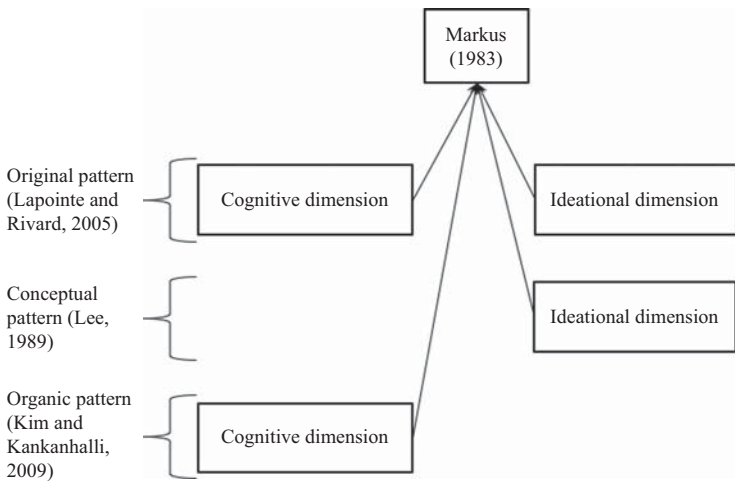 Markus
(1983)
Original pattern
(Lapointe and
Rivard, 2005)
Cognitive dimension
Ideational dimension
Conceptual
pattern (Lee,
1989)
Ideational dimension
Organic pattern
(Kim and
Kankanhalli,
2009)
Cognitive dimension